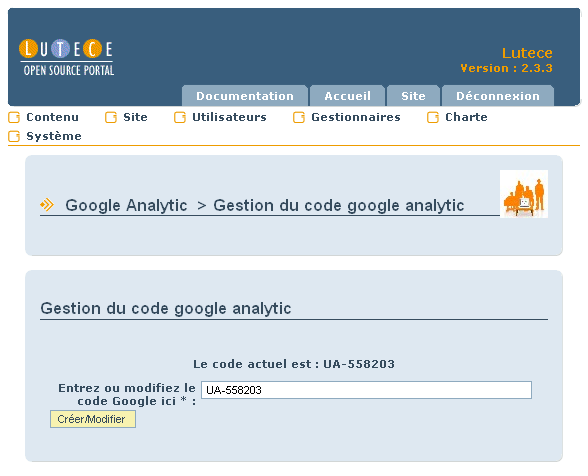 LUTECE
OPEN SOURCE PORTAL
Lutece
Version : 2.3.3
Documentation Accueil Site Déconnexion
Contenu Site Utilisateurs Gestionnaires Charte
Système
Google Analytic > Gestion du code google analytic
Gestion du code google analytic
Le code actuel est : UA-558203
Entrez ou modifiez le UA-558203
code Google ici * :
Créer/Modifier